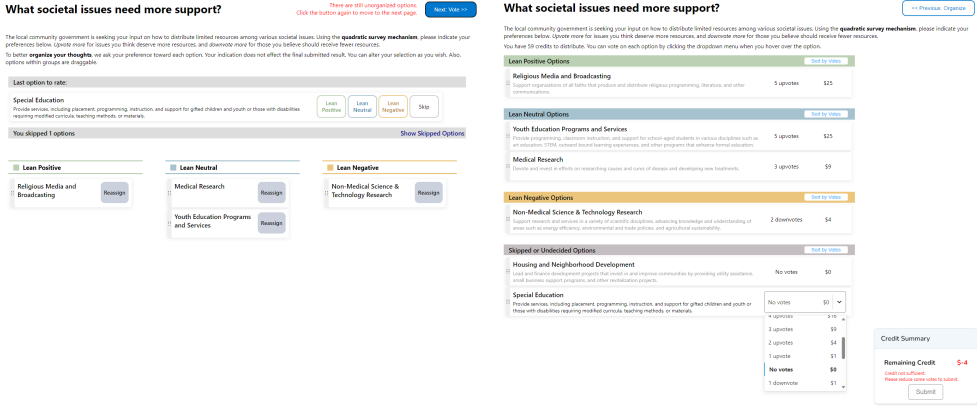 What societal issues need more support?
There are still unorganized options.
Click the button again to move to the next page.
Next: Vote >>
The local community government is seeking your input on how to distribute limited resources among various societal issues. Using the quadratic survey mechanism, please indicate your
preferences below. Upvote more for issues you think deserve more resources, and downvote more for those you believe should receive fewer resources.
To better organize your thoughts, we ask your preference toward each option. Your indication does not affect the final submitted result. You can alter your selection as you wish. Also,
options within groups are draggable.
Last option to rate:
Special Education
Provide services, including placement, programming, instruction, and support for gifted children and youth or those with disabilities
requiring modified curricula, teaching methods, or materials.
Lean
Positive
Lean
Neutral
Lean
Negative
Skip
You skipped 1 options
Show Skipped Options
Lean Positive
Religious Media and
Broadcasting
Reassign
Lean Neutral
Medical Research
Reassign
Youth Education Programs
and Services
Reassign
Lean Negative
Non-Medical Science &
Technology Research
Reassign
What societal issues need more support?
<< Previous: Organize
The local community government is seeking your input on how to distribute limited resources among various societal issues. Using the quadratic survey mechanism, please indicate your
preferences below. Upvote more for issues you think deserve more resources, and downvote more for those you believe should receive fewer resources.
You have 59 credits to distribute. You can vote on each option by clicking the dropdown menu when you hover over the option.
Lean Positive Options
Sort by Votes
Religious Media and Broadcasting
Support organizations of all faiths that produce and distribute religious programming, literature, and other
communications.
5 upvotes $25
Lean Neutral Options
Sort by Votes
Youth Education Programs and Services
Provide programming, classroom instruction, and support for school-aged students in various disciplines such as
art education, STEM, outward bound learning experiences, and other programs that enhance formal education.
5 upvotes $25
Medical Research
Devote and invest in efforts on researching causes and cures of disease and developing new treatments.
3 upvotes $9
Lean Negative Options
Sort by Votes
Non-Medical Science & Technology Research
Support research and services in a variety of scientific disciplines, advancing knowledge and understanding of
areas such as energy efficiency, environmental and trade policies, and agricultural sustainability.
2 downvotes $4
Skipped or Undecided Options
Sort by Votes
Housing and Neighborhood Development
Lead and finance development projects that invest in and improve communities by providing utility assistance,
small business support programs, and other revitalization projects.
No votes $0
Special Education
Provide services, including placement, programming, instruction, and support for gifted children and youth or
those with disabilities requiring modified curricula, teaching methods, or materials.
No votes $0
4 upvotes $16
3 upvotes $9
2 upvotes $4
1 upvote $1
No votes $0
1 downvote $1
Credit Summary
Remaining Credit $-4
Credit not sufficient.
Please reduce some votes to submit.
Submit